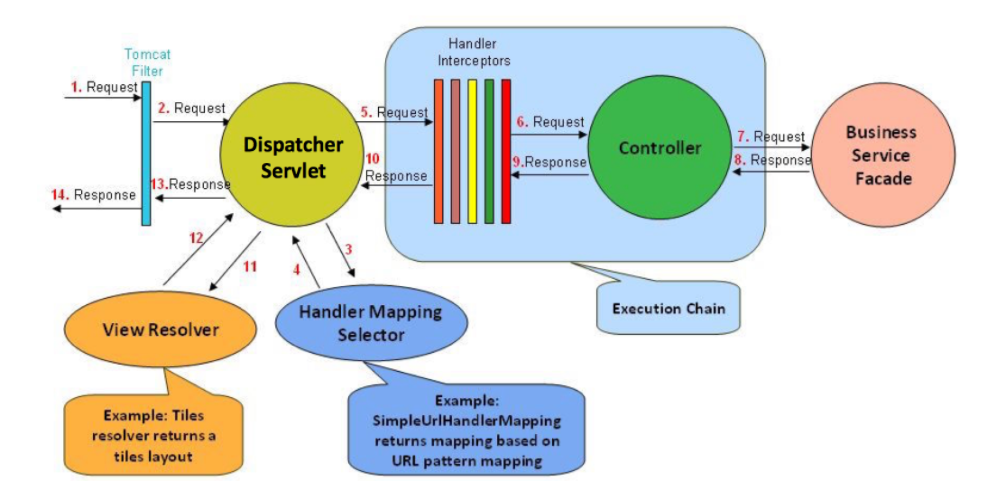 Tomcat
Filter
1. Request
2. Request
Dispatcher
Servlet
13.Response
14. Response
5. Request
10
Response
Handler
Interceptors
6. Request
9.Response
Controller
7. Request
8. Response
Business
Service
Facade
12
11
4
3
View Resolver
Handler Mapping
Selector
Execution Chain
Example: Tiles
resolver returns a
tiles layout
Example:
SimpleUrlHandlerMapping
returns mapping based on
URL pattern mapping